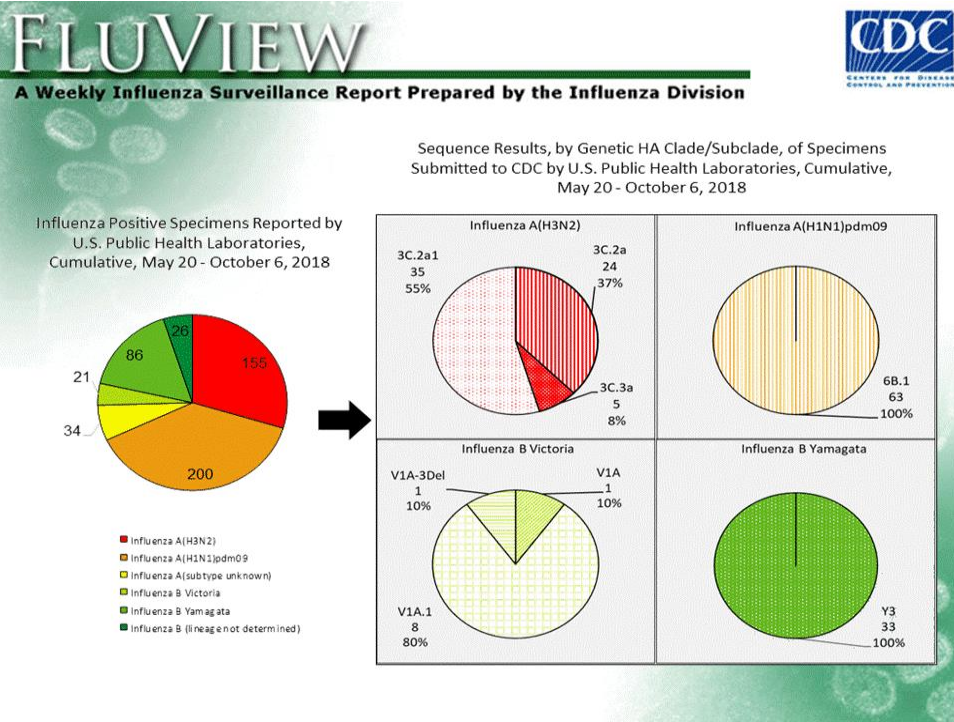 FLUVIEW
CDC
CENTERS FOR DISEASE
CONTROL AND PREVENTION
A Weekly Influenza Surveillance Report Prepared by the Influenza Division
Sequence Results, by Genetic HA Clade/Subclade, of Specimens
Submitted to CDC by U.S. Public Health Laboratories, Cumulative,
May 20 - October 6, 2018
Influenza Positive Specimens Reported by
U.S. Public Health Laboratories,
Cumulative, May 20 - October 6, 2018
26
155
86
21
34
200
Influenza A(H3N2)
Influenza A(H1N1)pdm09
Influenza A(subtype unknown)
Influenza B Victoria
Influenza B Yamagata
Influenza B (lineage not determined)
Influenza A(H3N2)
3C.2a1
35
55%
3C.2a
24
37%
3C.3a
5
8%
Influenza A(H1N1)pdm09
6B.1
63
100%
Influenza B Victoria
V1A-3Del
1
10%
V1A
1
10%
V1A.1
8
80%
Influenza B Yamagata
Y3
33
100%